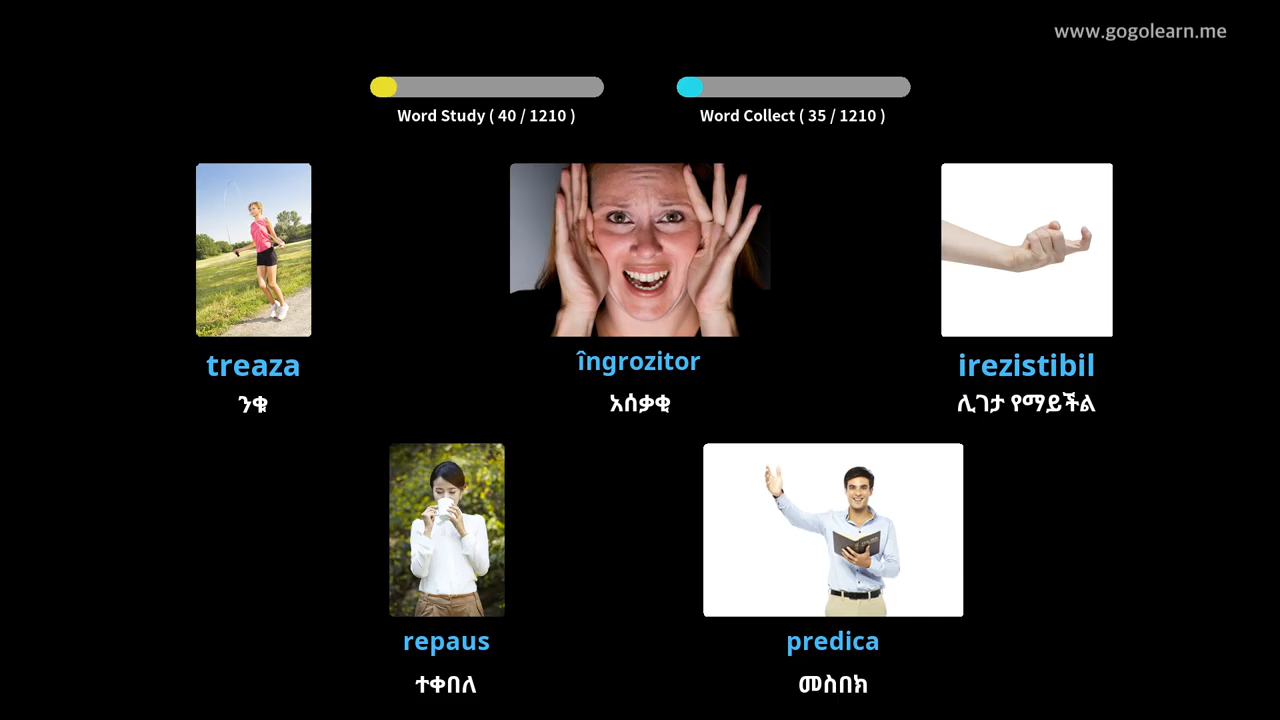 www.gogolearn.me
Word Study ( 40 / 1210 )
Word Collect ( 35 / 1210 )
treaza
îngrozitor
irezistibil
ንቁ
አሰቃቂ
ሊገታ የማይችል
repaus
predica
ተቀበለ
መስበክ